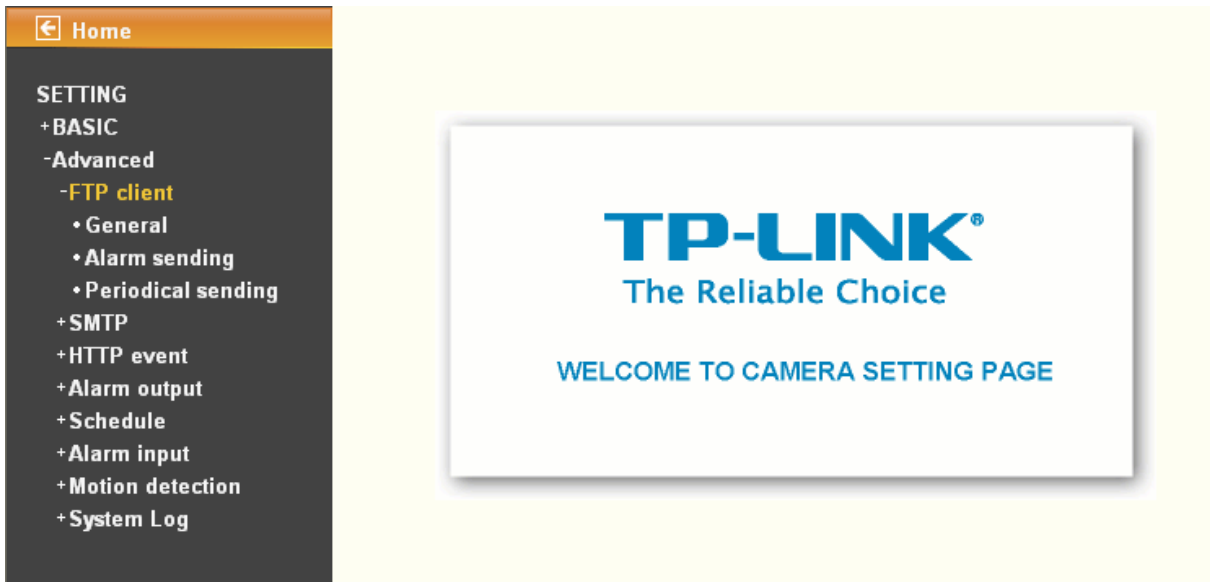 Home
SETTING
+BASIC
-Advanced
-FTP client
•General
•Alarm sending
•Periodical sending
+SMTP
+HTTP event
+Alarm output
+Schedule
+Alarm input
+Motion detection
+System Log
TP-LINK®
The Reliable Choice
WELCOME TO CAMERA SETTING PAGE